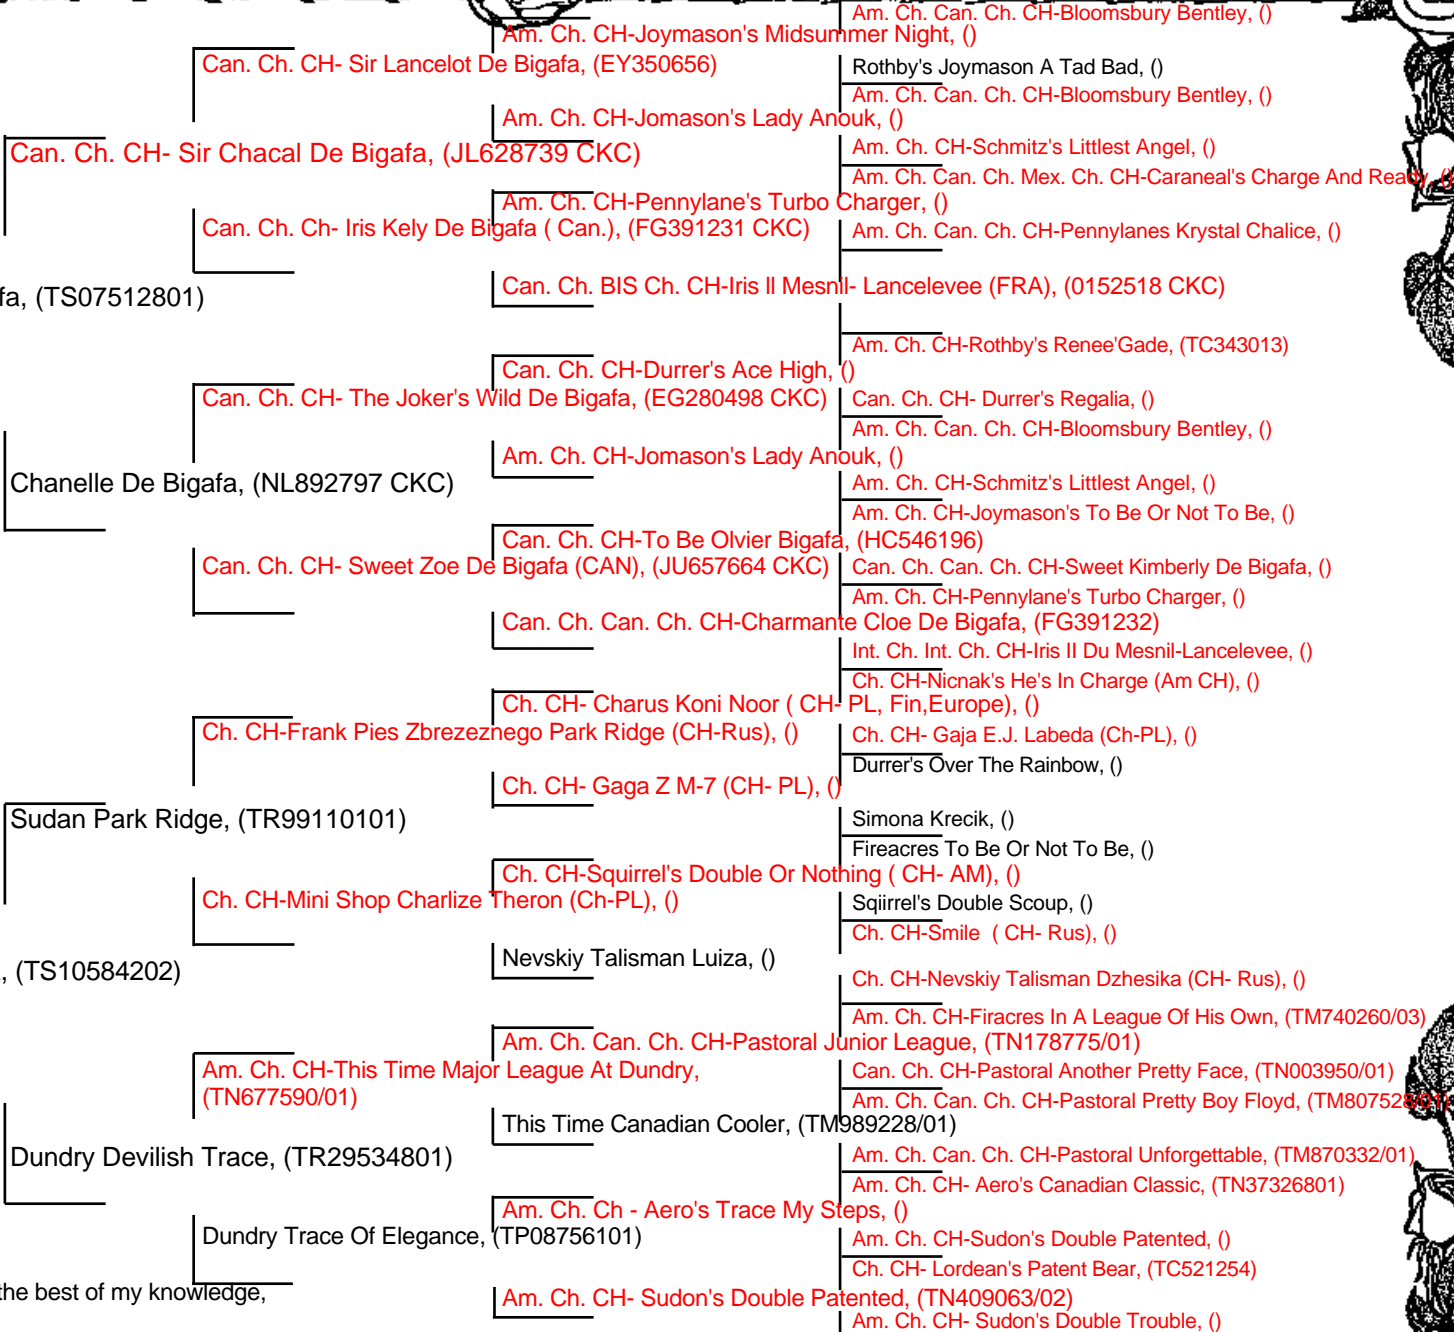 fa, (TS07512801)
, (TS10584202)
the best of my knowledge,
Can. Ch. CH- Sir Chacal De Bigafa, (JL628739 CKC)
Chanelle De Bigafa, (NL892797 CKC)
Sudan Park Ridge, (TR99110101)
Dundry Devilish Trace, (TR29534801)
Can. Ch. CH- Sir Lancelot De Bigafa, (EY350656)
Can. Ch. Ch- Iris Kely De Bigafa ( Can.), (FG391231 CKC)
Can. Ch. CH- The Joker's Wild De Bigafa, (EG280498 CKC)
Can. Ch. CH- Sweet Zoe De Bigafa (CAN), (JU657664 CKC)
Ch. CH-Frank Pies Zbrezeznego Park Ridge (CH-Rus), ()
Ch. CH-Mini Shop Charlize Theron (Ch-PL), ()
Am. Ch. CH-This Time Major League At Dundry,
(TN677590/01)
Dundry Trace Of Elegance, (TP08756101)
Am. Ch. CH-Joymason's Midsummer Night, ()
Am. Ch. CH-Jomason's Lady Anouk, ()
Am. Ch. CH-Pennylane's Turbo Charger, ()
Can. Ch. BIS Ch. CH-Iris ll Mesnil- Lancelevee (FRA), (0152518 CKC)
Can. Ch. CH-Durrer's Ace High, ()
Am. Ch. CH-Jomason's Lady Anouk, ()
Can. Ch. CH-To Be Olvier Bigafa, (HC546196)
Can. Ch. Can. Ch. CH-Charmante Cloe De Bigafa, (FG391232)
Ch. CH- Charus Koni Noor ( CH- PL, Fin,Europe), ()
Ch. CH- Gaga Z M-7 (CH- PL), ()
Ch. CH-Squirrel's Double Or Nothing ( CH- AM), ()
Nevskiy Talisman Luiza, ()
Am. Ch. Can. Ch. CH-Pastoral Junior League, (TN178775/01)
This Time Canadian Cooler, (TM989228/01)
Am. Ch. Ch - Aero's Trace My Steps, ()
Am. Ch. CH- Sudon's Double Patented, (TN409063/02)
Am. Ch. Can. Ch. CH-Bloomsbury Bentley, ()
Rothby's Joymason A Tad Bad, ()
Am. Ch. Can. Ch. CH-Bloomsbury Bentley, ()
Am. Ch. CH-Schmitz's Littlest Angel, ()
Am. Ch. Can. Ch. Mex. Ch. CH-Caraneal's Charge And Ready, ()
Am. Ch. Can. Ch. CH-Pennylanes Krystal Chalice, ()
Am. Ch. CH-Rothby's Renee'Gade, (TC343013)
Can. Ch. CH- Durrer's Regalia, ()
Am. Ch. Can. Ch. CH-Bloomsbury Bentley, ()
Am. Ch. CH-Schmitz's Littlest Angel, ()
Am. Ch. CH-Joymason's To Be Or Not To Be, ()
Can. Ch. Can. Ch. CH-Sweet Kimberly De Bigafa, ()
Am. Ch. CH-Pennylane's Turbo Charger, ()
Int. Ch. Int. Ch. CH-Iris II Du Mesnil-Lancelevee, ()
Ch. CH-Nicnak's He's In Charge (Am CH), ()
Ch. CH- Gaja E.J. Labeda (Ch-PL), ()
Durrer's Over The Rainbow, ()
Simona Krecik, ()
Fireacres To Be Or Not To Be, ()
Sqiirrel's Double Scoup, ()
Ch. CH-Smile  ( CH- Rus), ()
Ch. CH-Nevskiy Talisman Dzhesika (CH- Rus), ()
Am. Ch. CH-Firacres In A League Of His Own, (TM740260/03)
Can. Ch. CH-Pastoral Another Pretty Face, (TN003950/01)
Am. Ch. Can. Ch. CH-Pastoral Pretty Boy Floyd, (TM807528/01)
Am. Ch. Can. Ch. CH-Pastoral Unforgettable, (TM870332/01)
Am. Ch. CH- Aero's Canadian Classic, (TN37326801)
Am. Ch. CH-Sudon's Double Patented, ()
Ch. CH- Lordean's Patent Bear, (TC521254)
Am. Ch. CH- Sudon's Double Trouble, ()